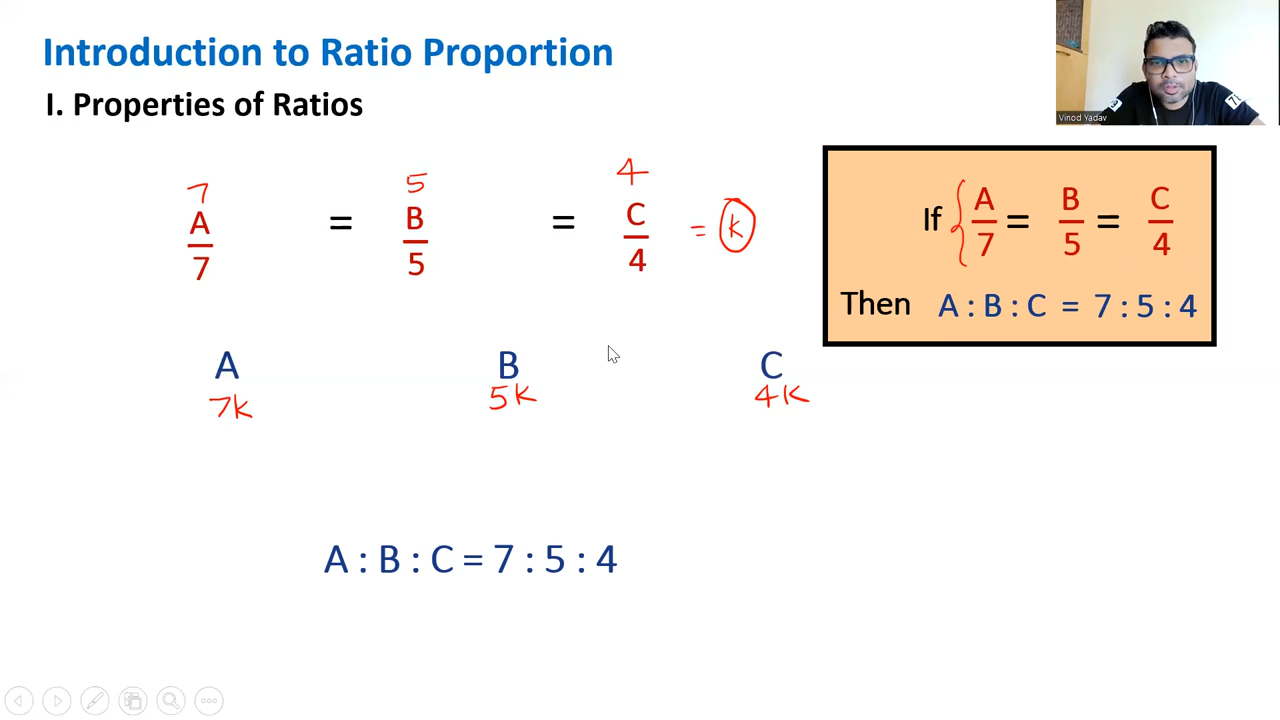 Introduction to Ratio Proportion
I. Properties of Ratios
Vinod Yadav
7 5 4
A/7 = B/5 = C/4 = k
If { A/7 = B/5 = C/4
Then A : B : C = 7 : 5 : 4
A B C
7k 5k 4k
A : B : C = 7 : 5 : 4